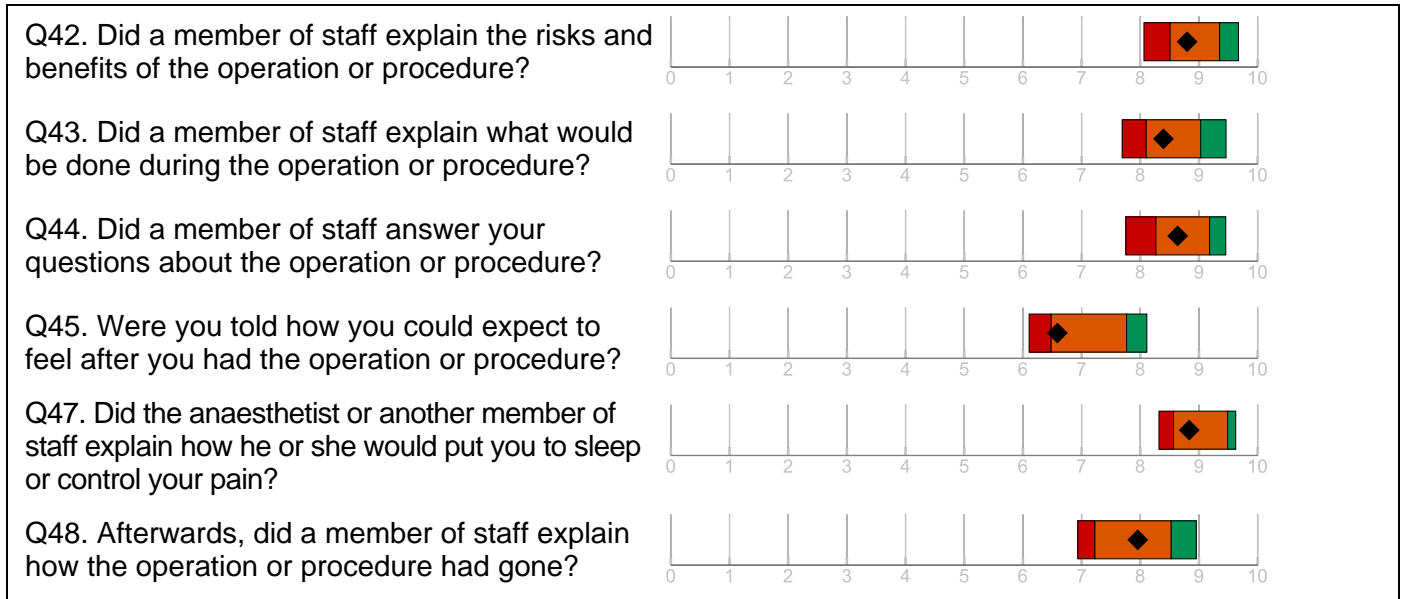 Q42. Did a member of staff explain the risks and
benefits of the operation or procedure?
0 1 2 3 4 5 6 7 8 9 10
Q43. Did a member of staff explain what would
be done during the operation or procedure?
0 1 2 3 4 5 6 7 8 9 10
Q44. Did a member of staff answer your
questions about the operation or procedure?
0 1 2 3 4 5 6 7 8 9 10
Q45. Were you told how you could expect to
feel after you had the operation or procedure?
0 1 2 3 4 5 6 7 8 9 10
Q47. Did the anaesthetist or another member of
staff explain how he or she would put you to sleep
or control your pain?
0 1 2 3 4 5 6 7 8 9 10
Q48. Afterwards, did a member of staff explain
how the operation or procedure had gone?
0 1 2 3 4 5 6 7 8 9 10